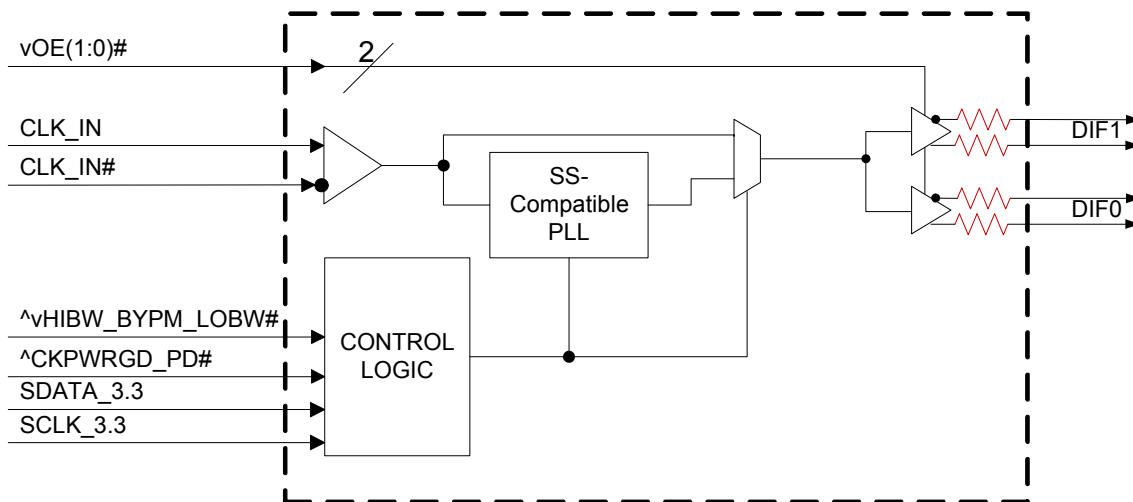 vOE(1:0)#
2
CLK_IN
CLK_IN#
SS-
Compatible
PLL
DIF1
DIF0
^vHIBW_BYPM_LOBW#
^CKPWRGD_PD#
SDATA_3.3
SCLK_3.3
CONTROL
LOGIC